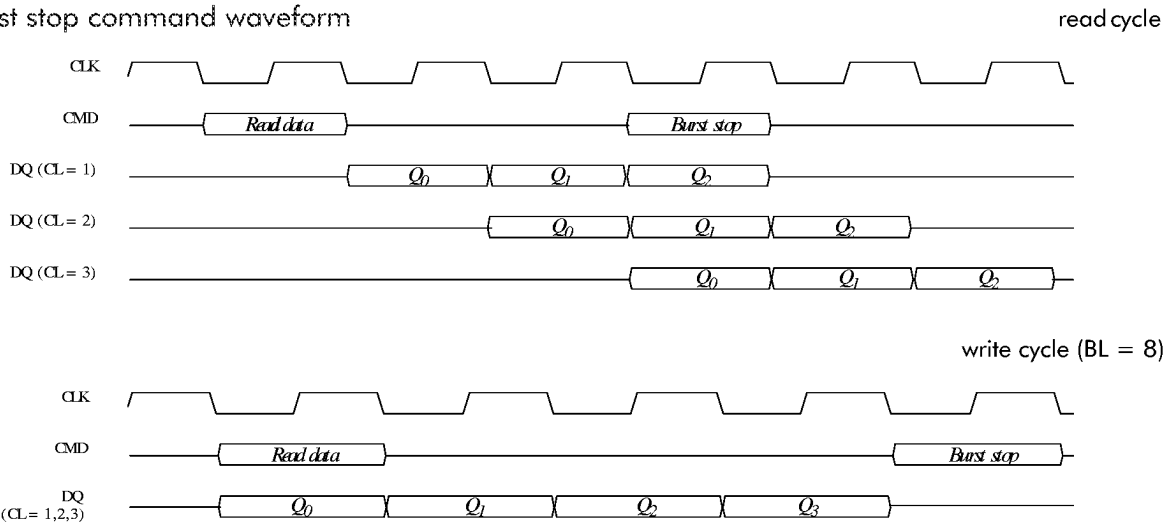 st stop command waveform
read cycle
CLK
CMD
Read data
Burst stop
DQ (CL = 1)
Q0
Q1
Q2
DQ (CL = 2)
Q0
Q1
Q2
DQ (CL = 3)
Q0
Q1
Q2
write cycle (BL = 8)
CLK
CMD
Read data
Burst stop
DQ
(CL = 1,2,3)
Q0
Q1
Q2
Q3